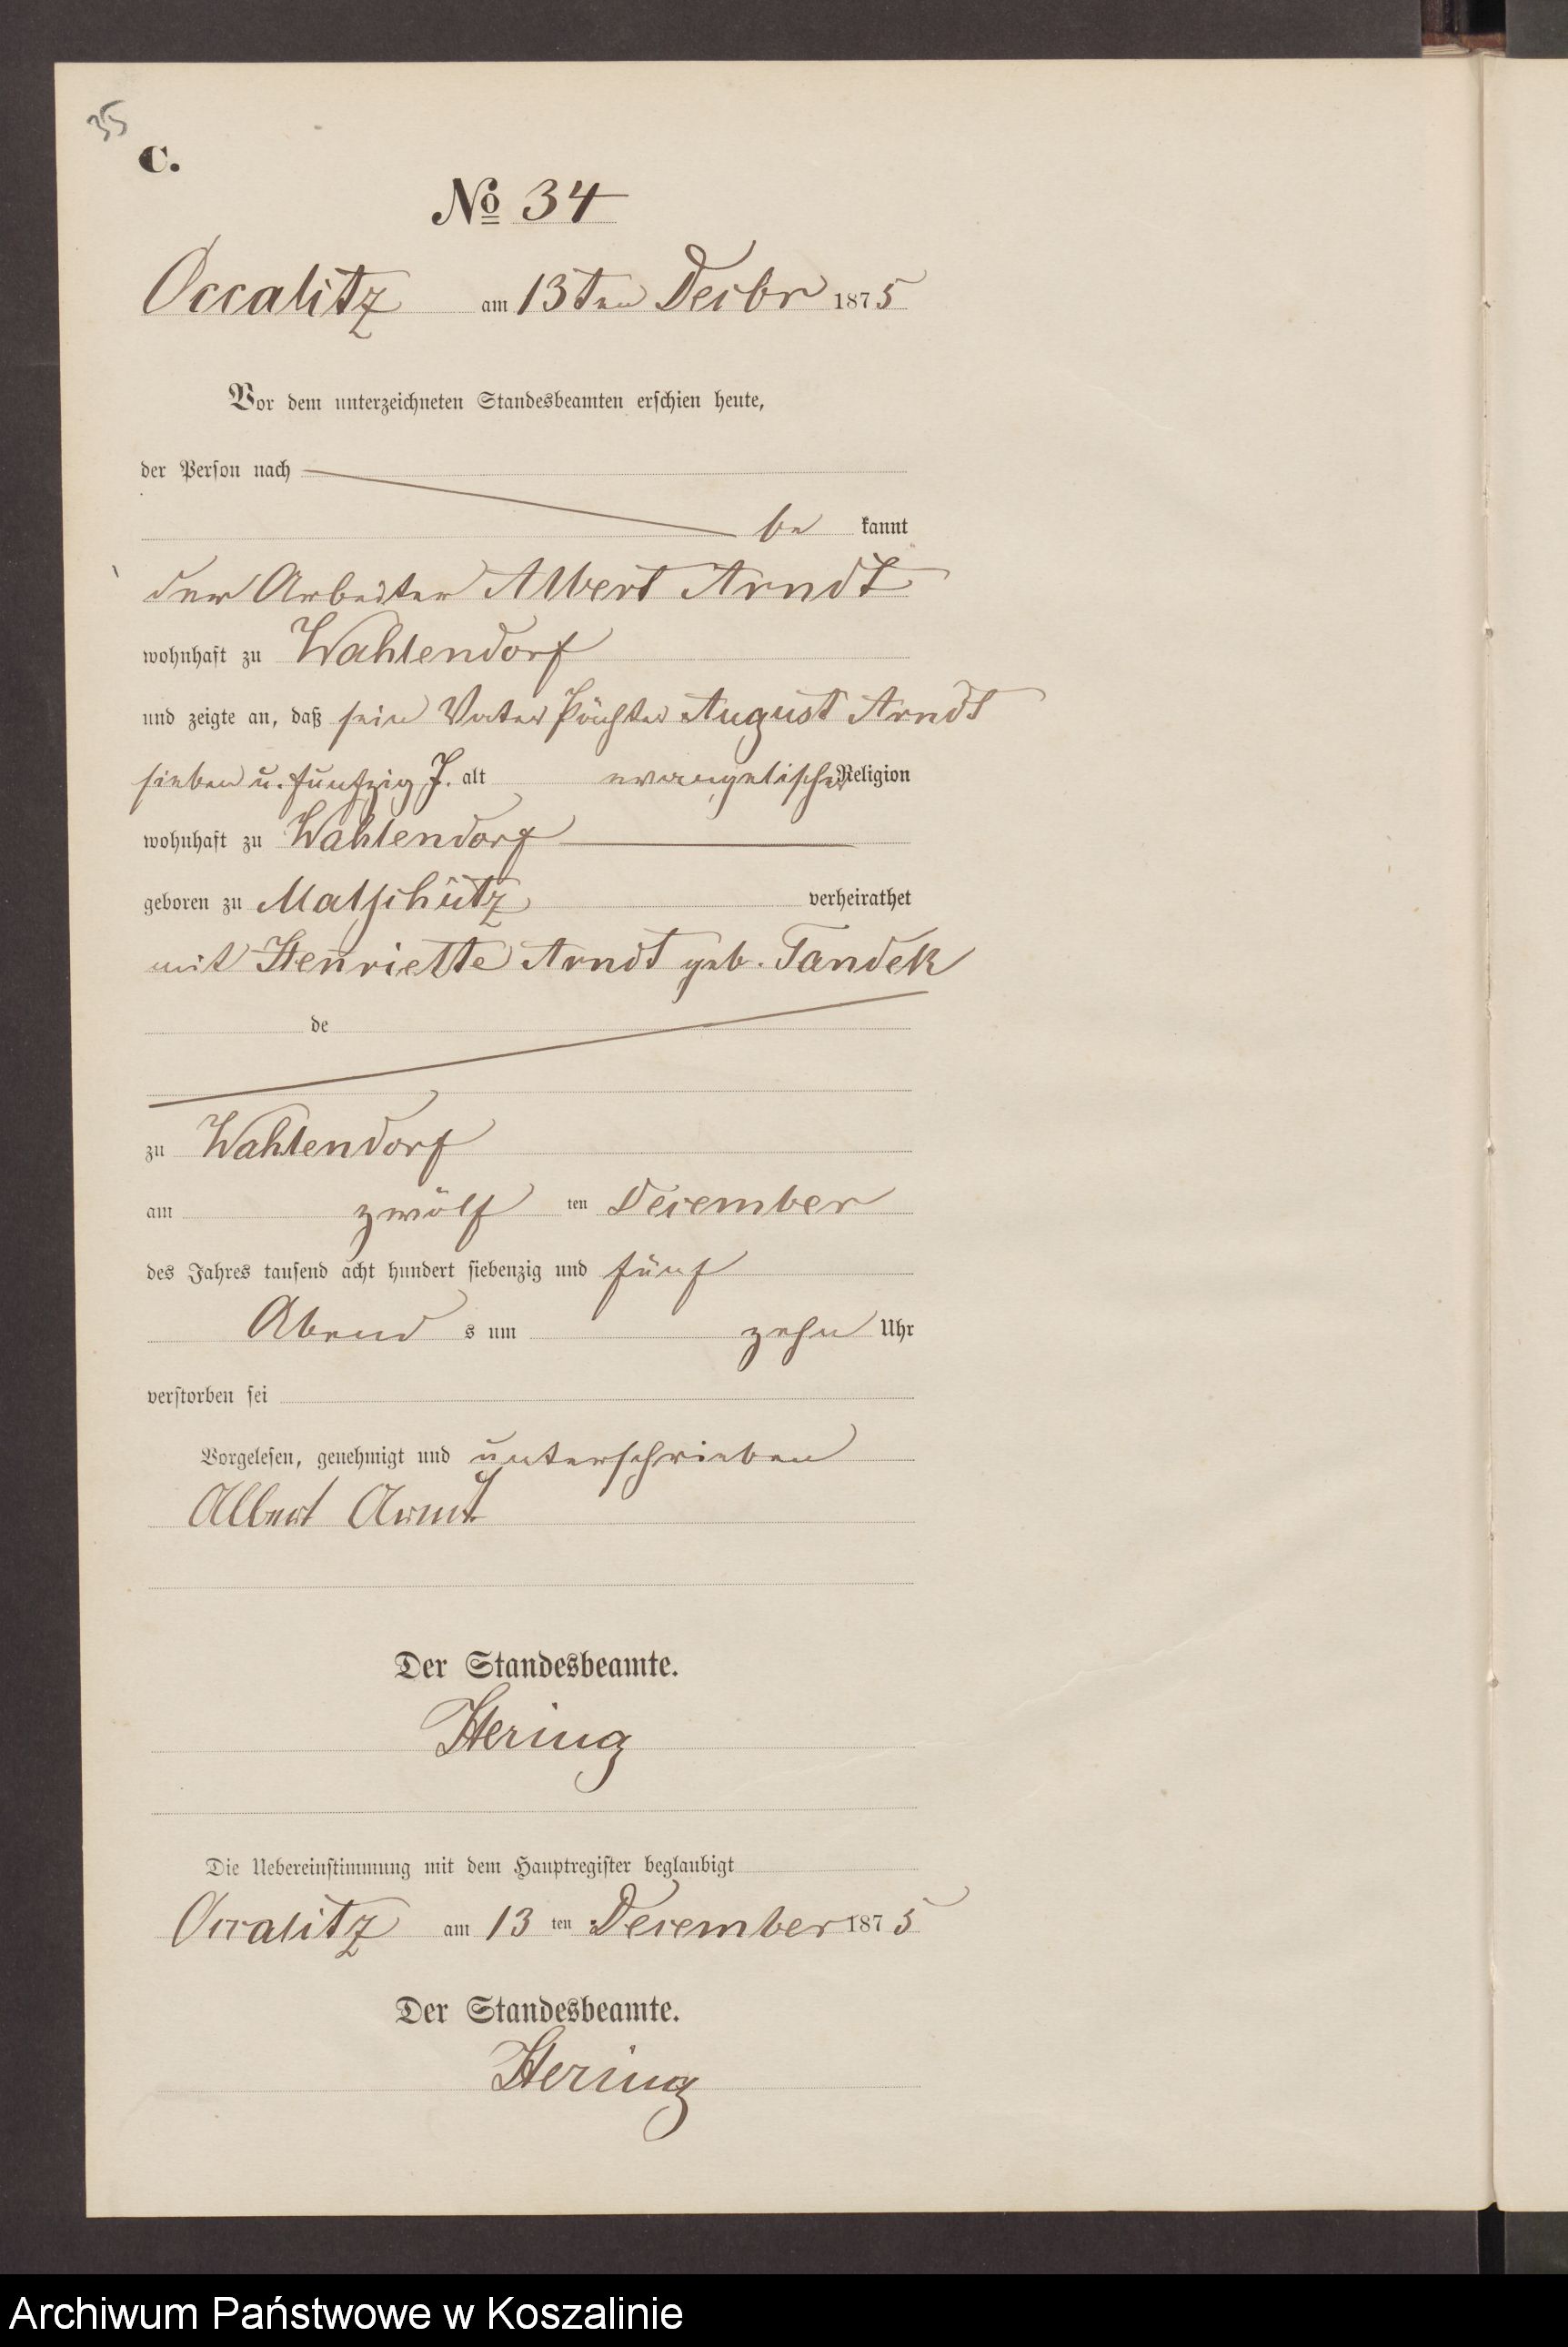 35
C.
No 34
Occalitz am 13ten Decbr 1875
Vor dem unterzeichneten Standesbeamten erschien heute,
der Person nach
be kannt
der Arbeiter Albert Arndt
wohnhaft zu Wahlendorf
und zeigte an, daß sein Vater Pächter August Arndt
sieben u. funfzig J. alt evangelischer Religion
wohnhaft zu Wahlendorf
geboren zu Matschütz verheirathet
mit Henriette Arndt geb. Tandek
de
zu Wahlendorf
am zwölf ten December
des Jahres tausend acht hundert siebenzig und fünf
Abend s um zehn Uhr
verstorben sei
Vorgelesen, genehmigt und unterschrieben
Albert Arnd
Der Standesbeamte.
Hering
Die Uebereinstimmung mit dem Hauptregister beglaubigt
Occalitz am 13 ten December 1875
Der Standesbeamte.
Hering
Archiwum Państwowe w Koszalinie